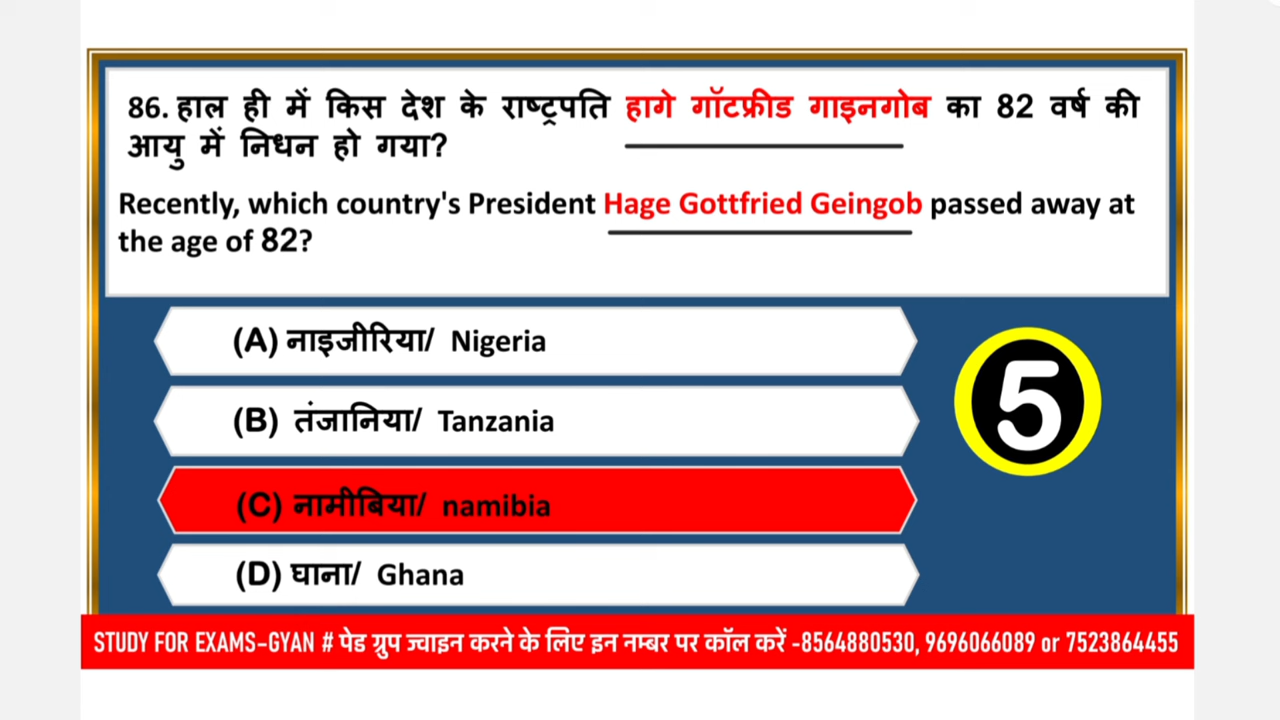 86. हाल ही में किस देश के राष्ट्रपति हागे गॉटफ्रीड गाइनगोब का 82 वर्ष की
आयु में निधन हो गया?
Recently, which country's President Hage Gottfried Geingob passed away at
the age of 82?
(A) नाइजीरिया/ Nigeria
5
(B) तंजानिया/ Tanzania
(C) नामीबिया/ namibia
(D) घाना/ Ghana
STUDY FOR EXAMS-GYAN # पेड ग्रुप ज्वाइन करने के लिए इन नम्बर पर कॉल करें -8564880530, 9696066089 or 7523864455